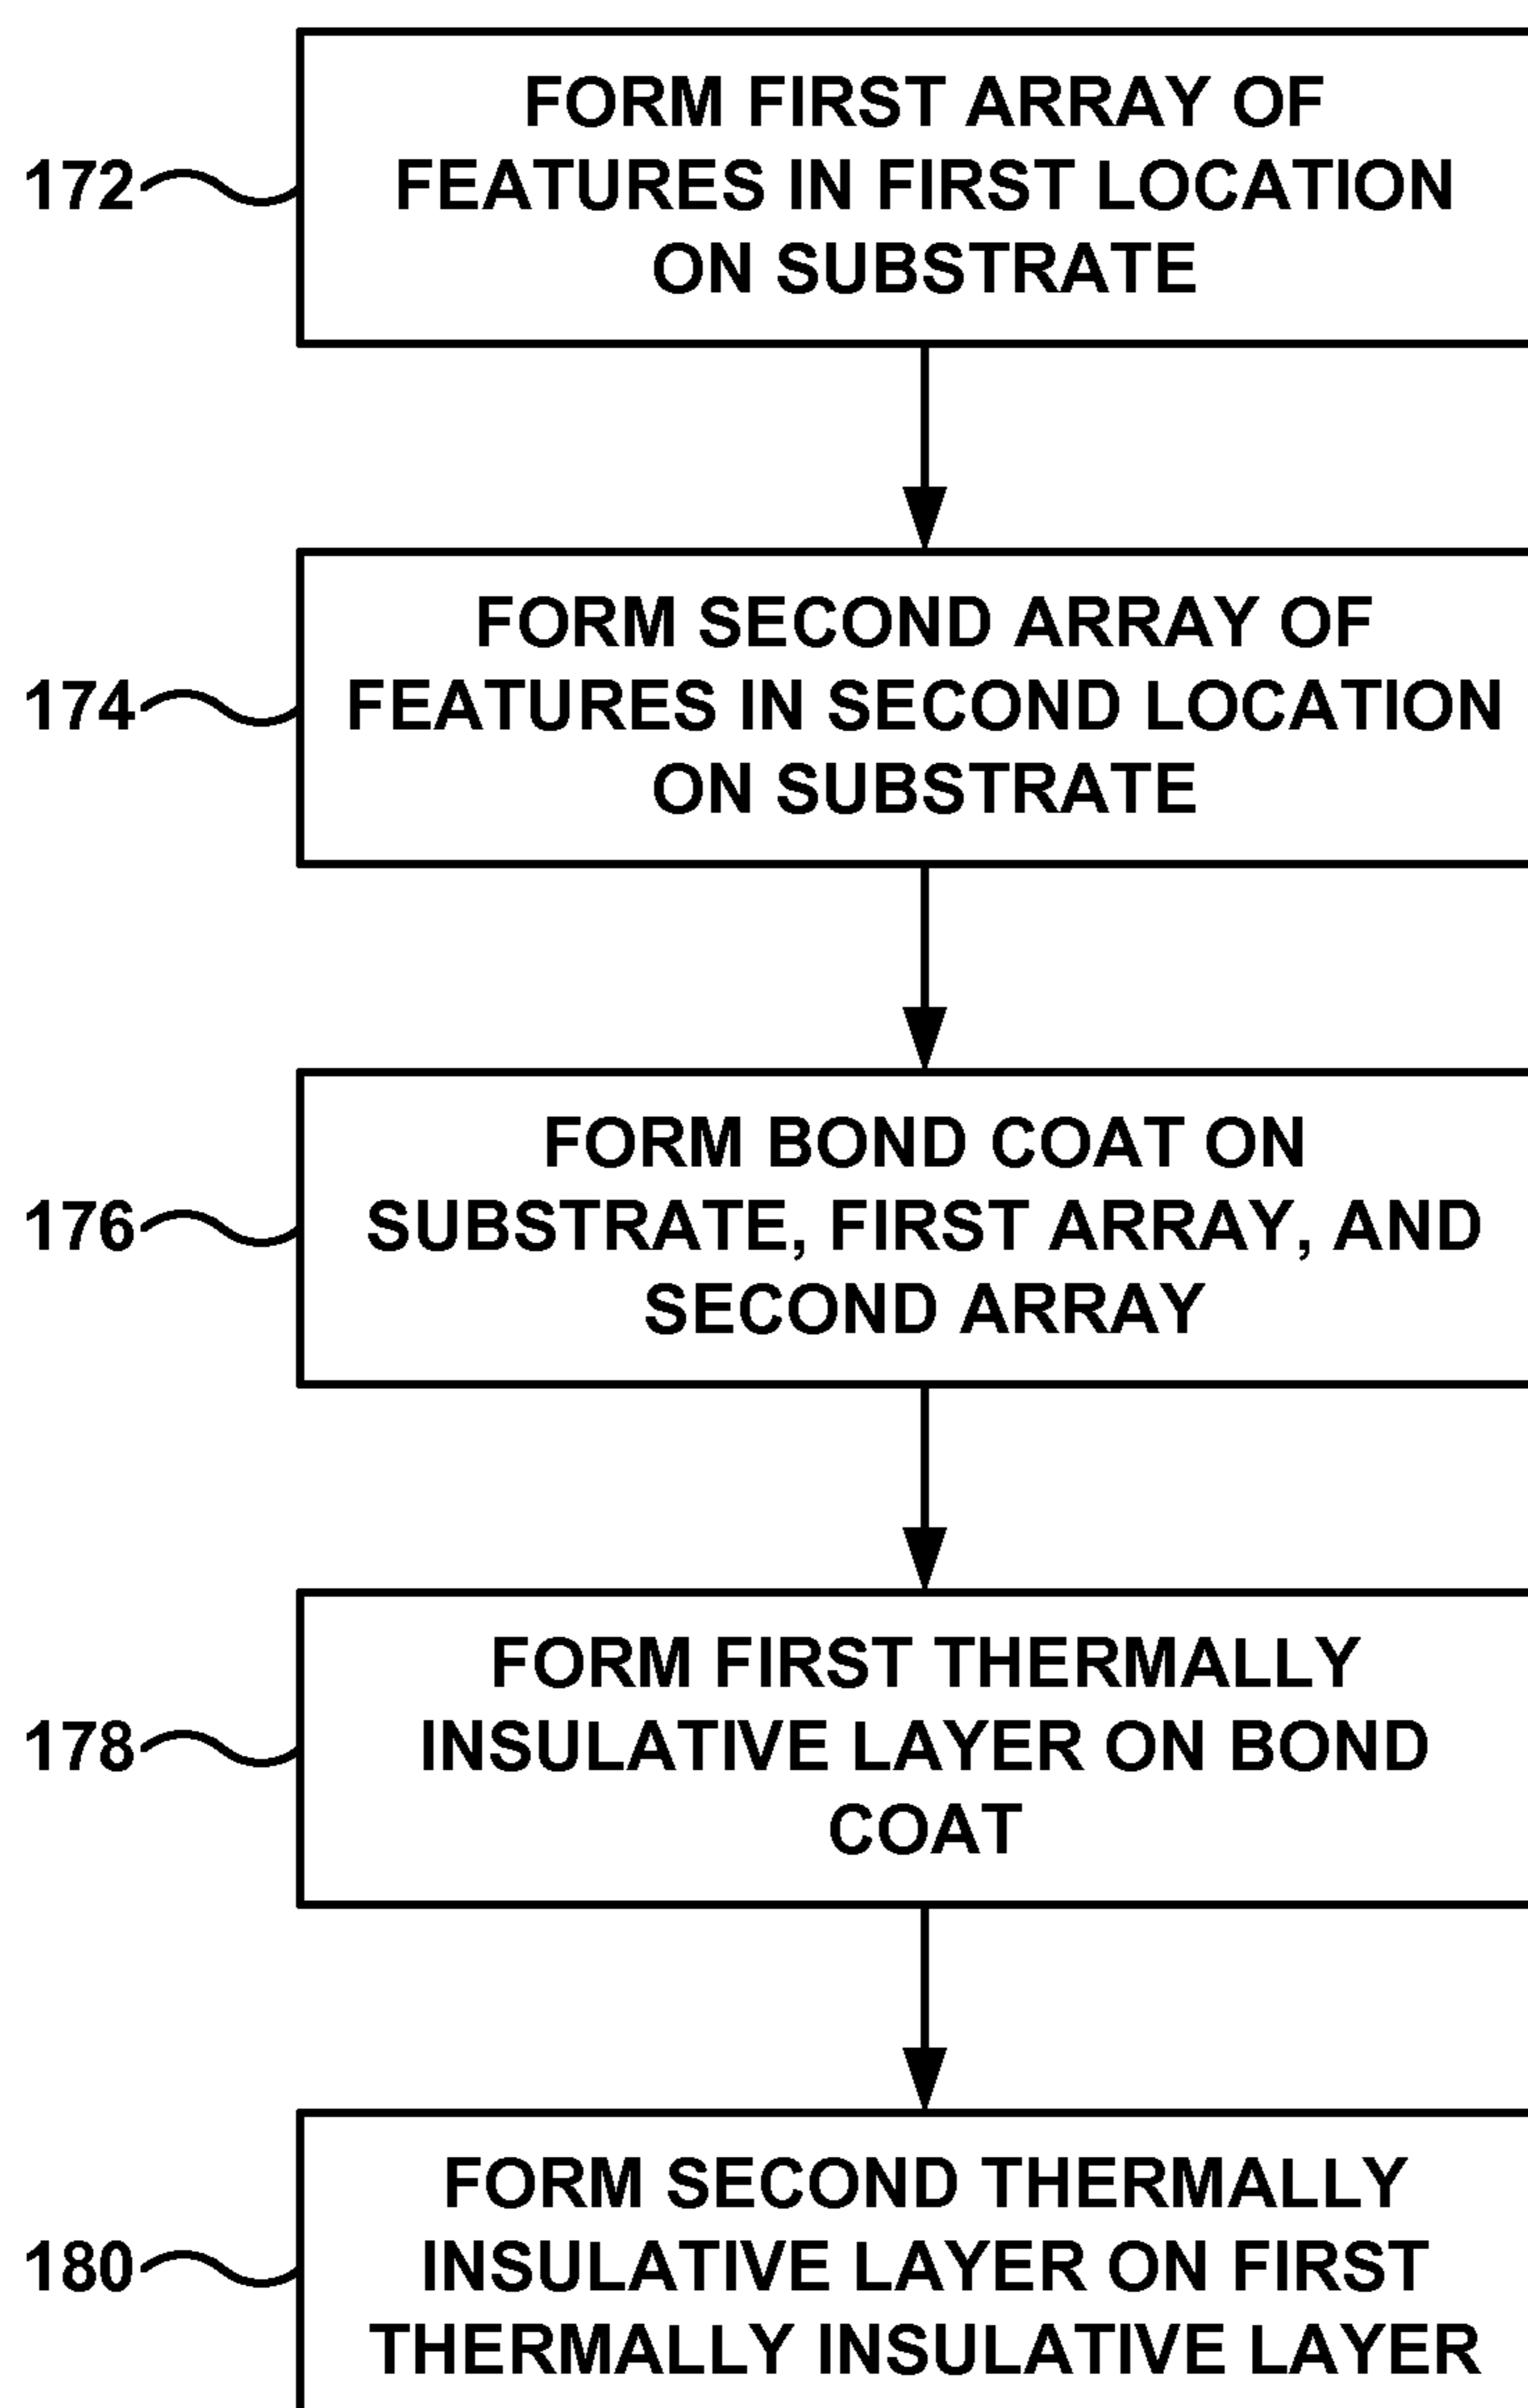 FORM FIRST ARRAY OF
172 FEATURES IN FIRST LOCATION
ON SUBSTRATE
FORM SECOND ARRAY OF
174 FEATURES IN SECOND LOCATION
ON SUBSTRATE
FORM BOND COAT ON
176 SUBSTRATE, FIRST ARRAY, AND
SECOND ARRAY
FORM FIRST THERMALLY
178 INSULATIVE LAYER ON BOND
COAT
FORM SECOND THERMALLY
180 INSULATIVE LAYER ON FIRST
THERMALLY INSULATIVE LAYER